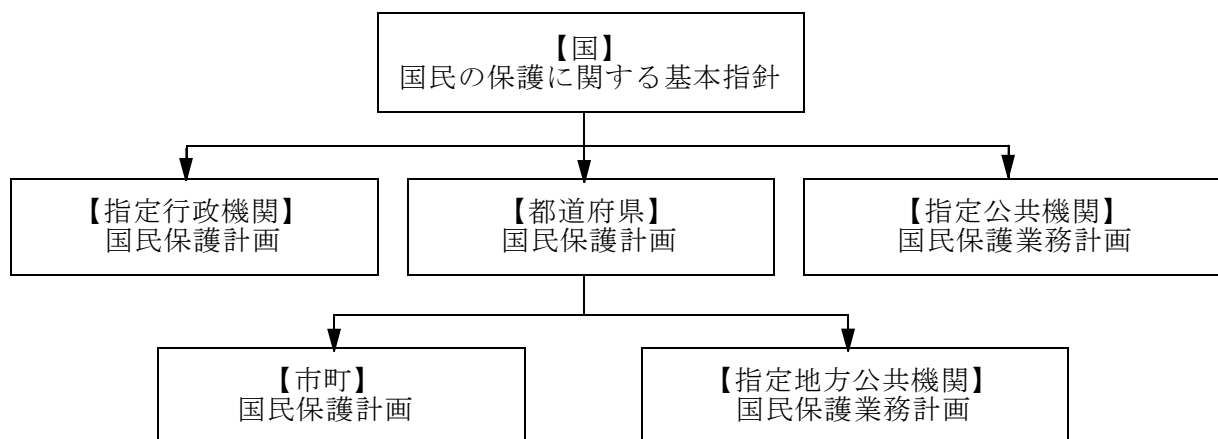 【国】
国民の保護に関する基本指針
【指定行政機関】
国民保護計画
【都道府県】
国民保護計画
【指定公共機関】
国民保護業務計画
【市町】
国民保護計画
【指定地方公共機関】
国民保護業務計画